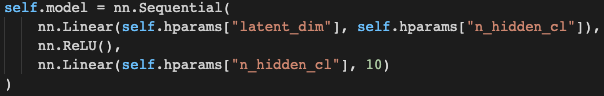 self.model = nn.Sequential(
    nn.Linear(self.hparams["latent_dim"], self.hparams["n_hidden_cl"]),
    nn.ReLU(),
    nn.Linear(self.hparams["n_hidden_cl"], 10)
)